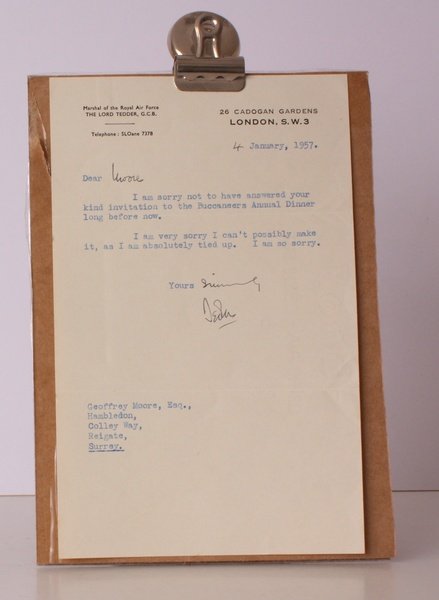 Marshal of the Royal Air Force
THE LORD TEDDER, G.C.B.
Telephone: SLOane 7378
26 CADOGAN GARDENS
LONDON, S.W.3
4 January, 1957.
Dear Moore
I am sorry not to have answered your
kind invitation to the Buccaneers Annual Dinner
long before now.
I am very sorry I can't possibly make
it, as I am absolutely tied up. I am so sorry.
Yours Sincerely
Tedder
Geoffrey Moore, Esq.,
Hambledon,
Colley Way,
Reigate,
Surrey.